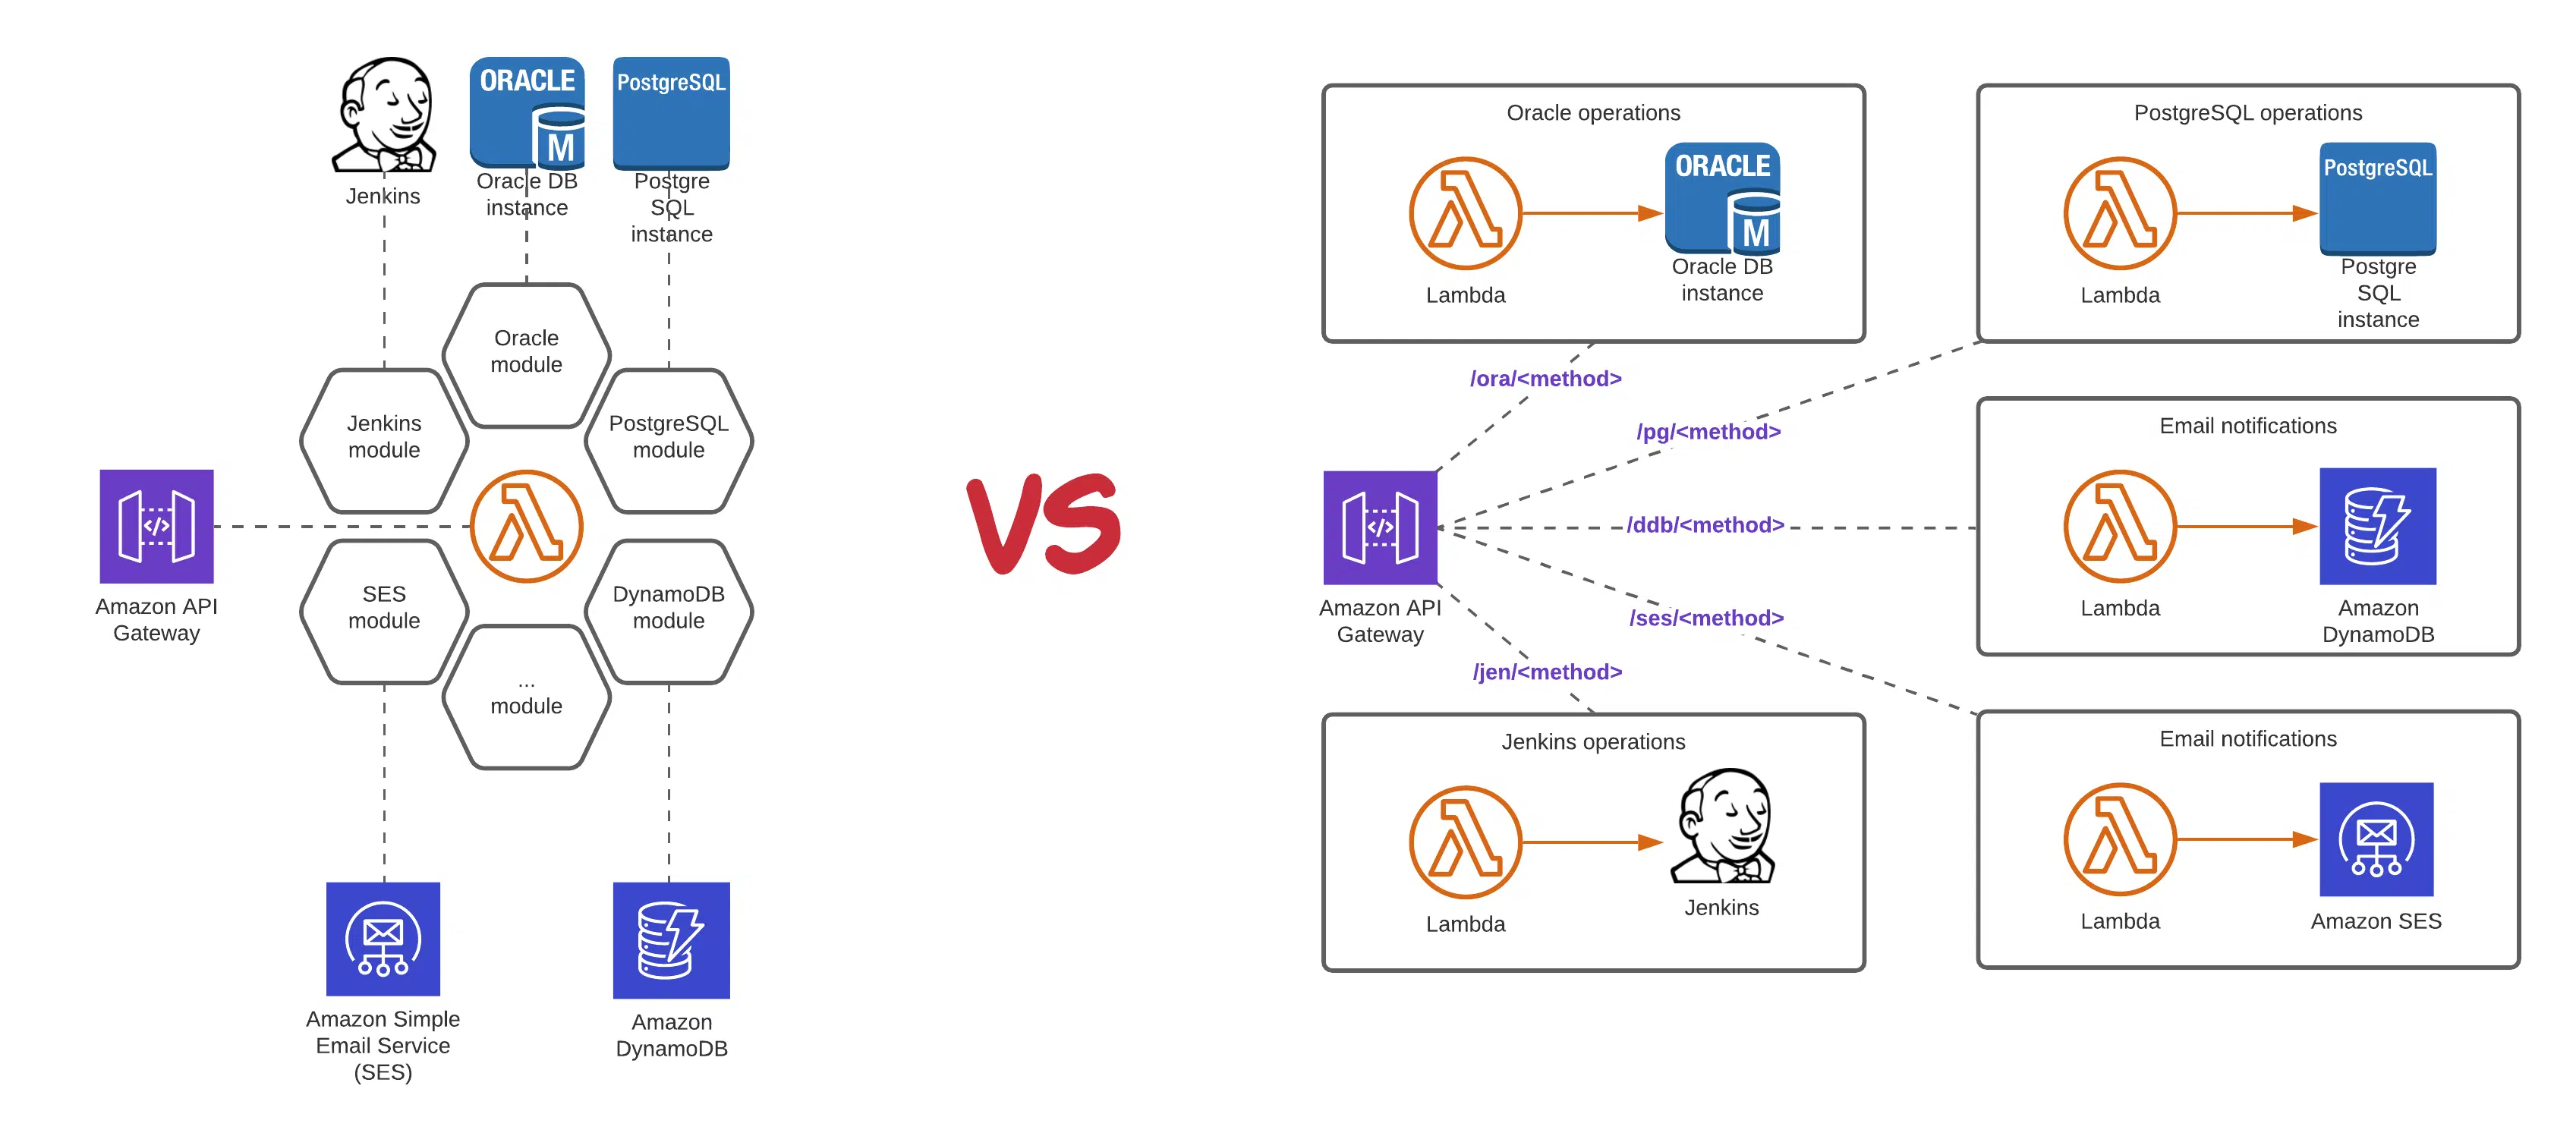 ORACLE
M
PostgreSQL
Jenkins
Oracle DB
instance
Postgre
SQL
instance
Oracle
module
Jenkins
module
PostgreSQL
module
</>
Amazon API
Gateway
SES
module
DynamoDB
module
...
module
Amazon Simple
Email Service
(SES)
Amazon
DynamoDB
VS
Oracle operations
ORACLE
M
Lambda
Oracle DB
instance
PostgreSQL operations
PostgreSQL
Lambda
Postgre
SQL
instance
/ora/<method>
/pg/<method>
/ddb/<method>
/ses/<method>
/jen/<method>
</>
Amazon API
Gateway
Email notifications
Lambda
Amazon
DynamoDB
Jenkins operations
Lambda
Jenkins
Email notifications
Lambda
Amazon SES